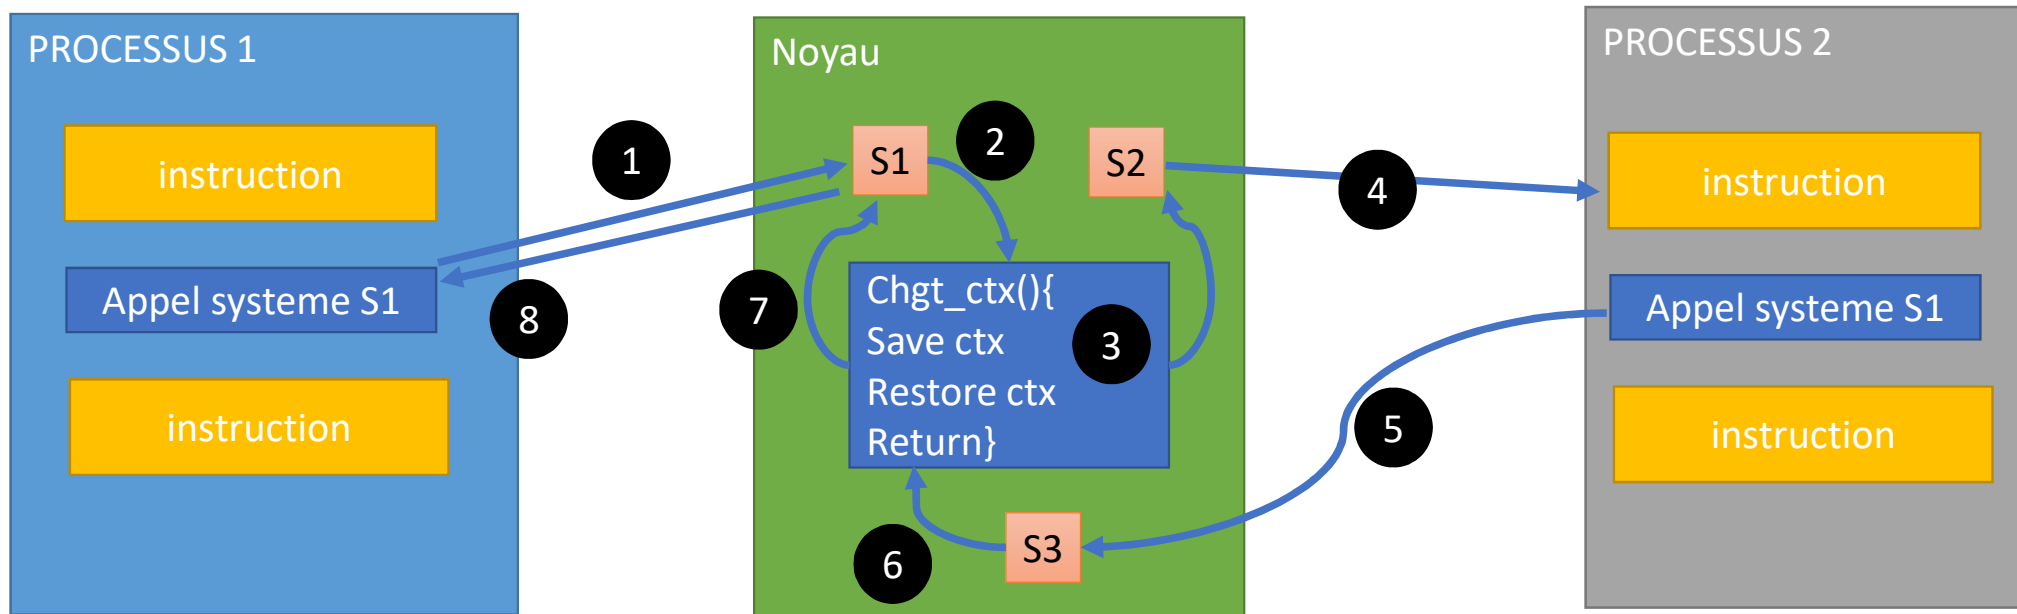 PROCESSUS 1
instruction
Appel systeme S1
instruction
1
8
Noyau
S1
2
S2
7
Chgt_ctx(){
Save ctx
Restore ctx
Return}
3
6
S3
4
5
PROCESSUS 2
instruction
Appel systeme S1
instruction